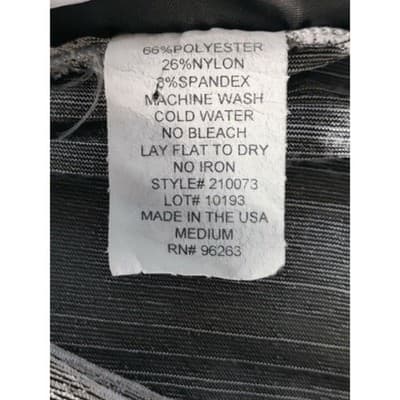 66%POLYESTER
26%NYLON
8%SPANDEX
MACHINE WASH
COLD WATER
NO BLEACH
LAY FLAT TO DRY
NO IRON
STYLE# 210073
LOT# 10193
MADE IN THE USA
MEDIUM
RN# 96263